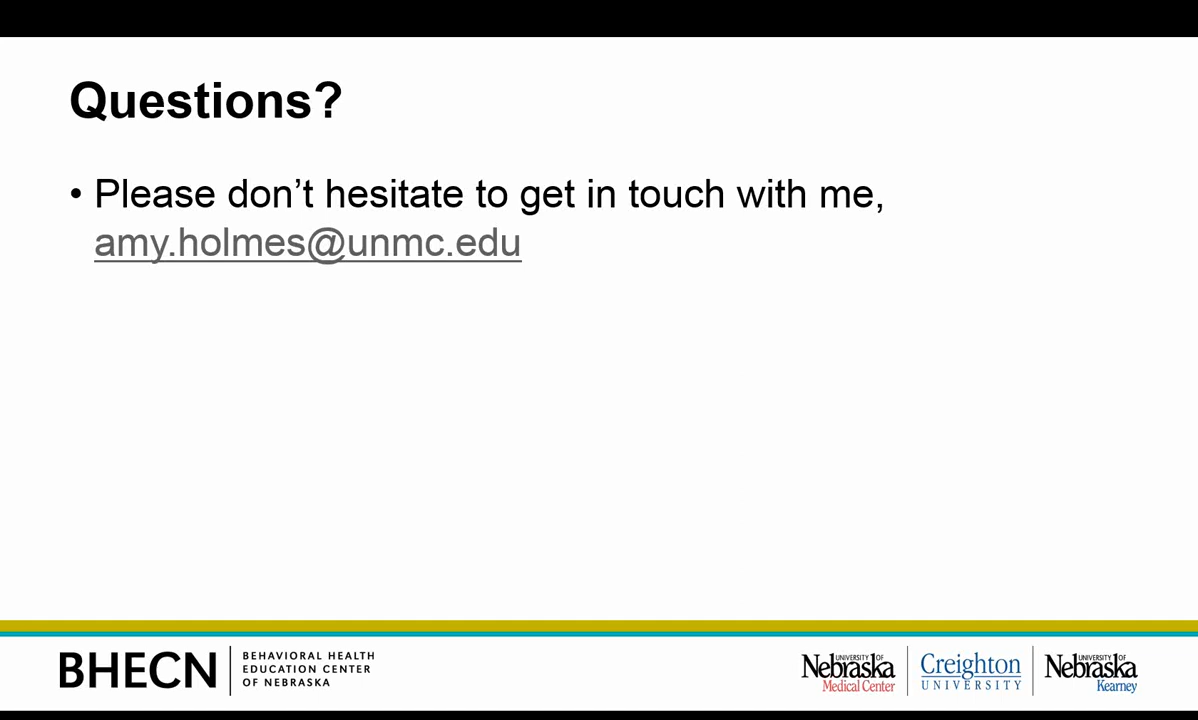 Questions?
• Please don’t hesitate to get in touch with me,
amy.holmes@unmc.edu
BHECN
BEHAVIORAL HEALTH
EDUCATION CENTER
OF NEBRASKA
UNIVERSITY OF
Nebraska
Medical Center
Creighton
UNIVERSITY
UNIVERSITY OF
Nebraska
Kearney